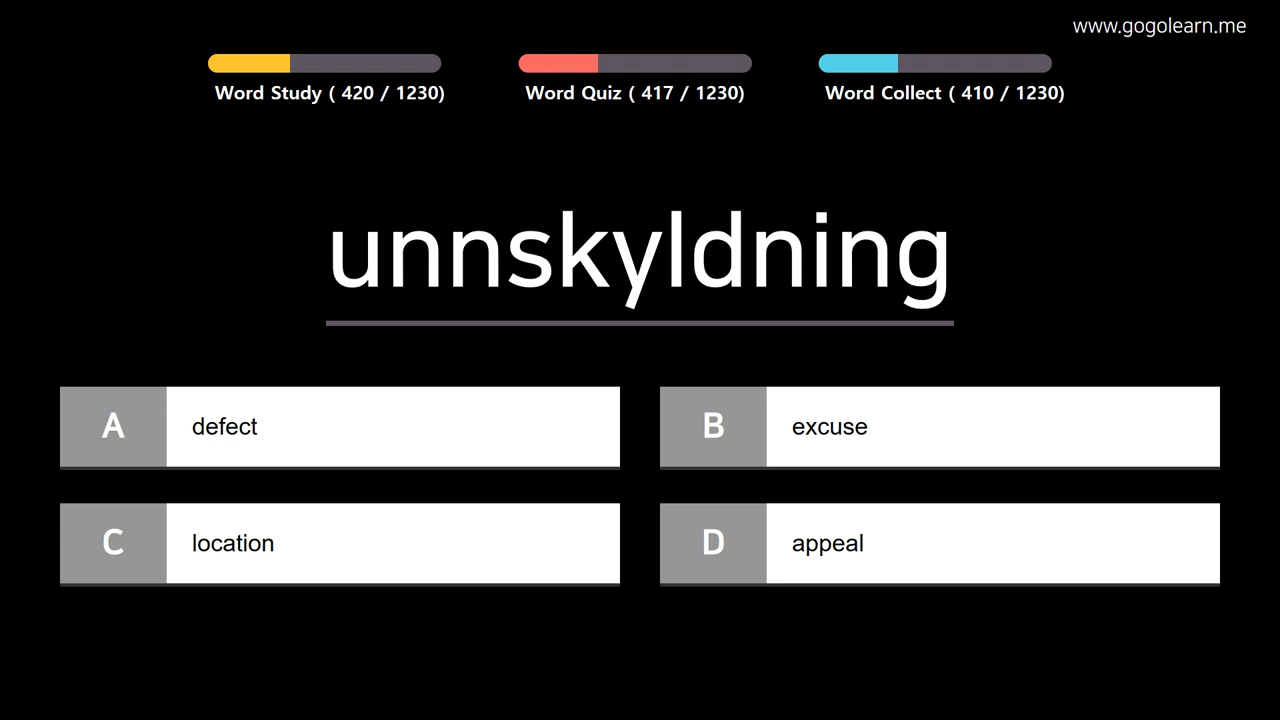 www.gogolearn.me
Word Study ( 420 / 1230)
Word Quiz ( 417 / 1230)
Word Collect ( 410 / 1230)
unnskyldning
A
defect
B
excuse
C
location
D
appeal